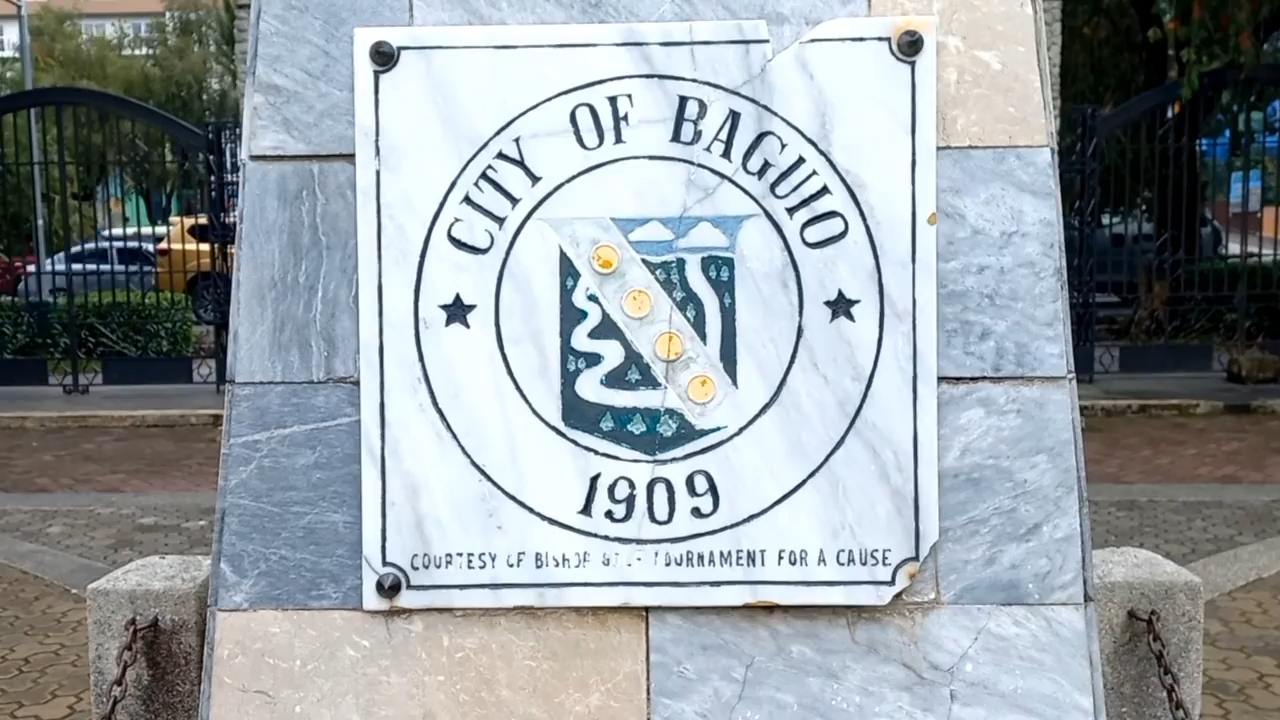 CITY OF BAGUIO
1909
COURTESY OF BISHOP TOURNAMENT FOR A CAUSE